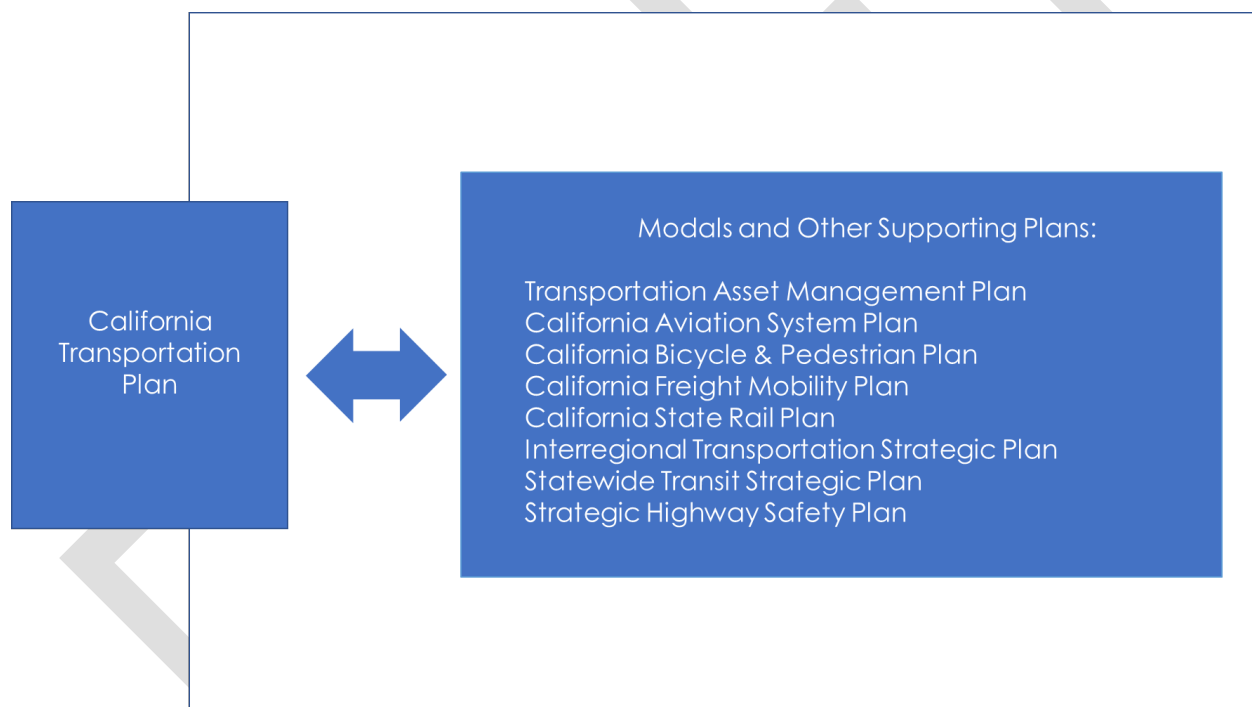 California
Transportation
Plan
Modals and Other Supporting Plans:
Transportation Asset Management Plan
California Aviation System Plan
California Bicycle & Pedestrian Plan
California Freight Mobility Plan
California State Rail Plan
Interregional Transportation Strategic Plan
Statewide Transit Strategic Plan
Strategic Highway Safety Plan